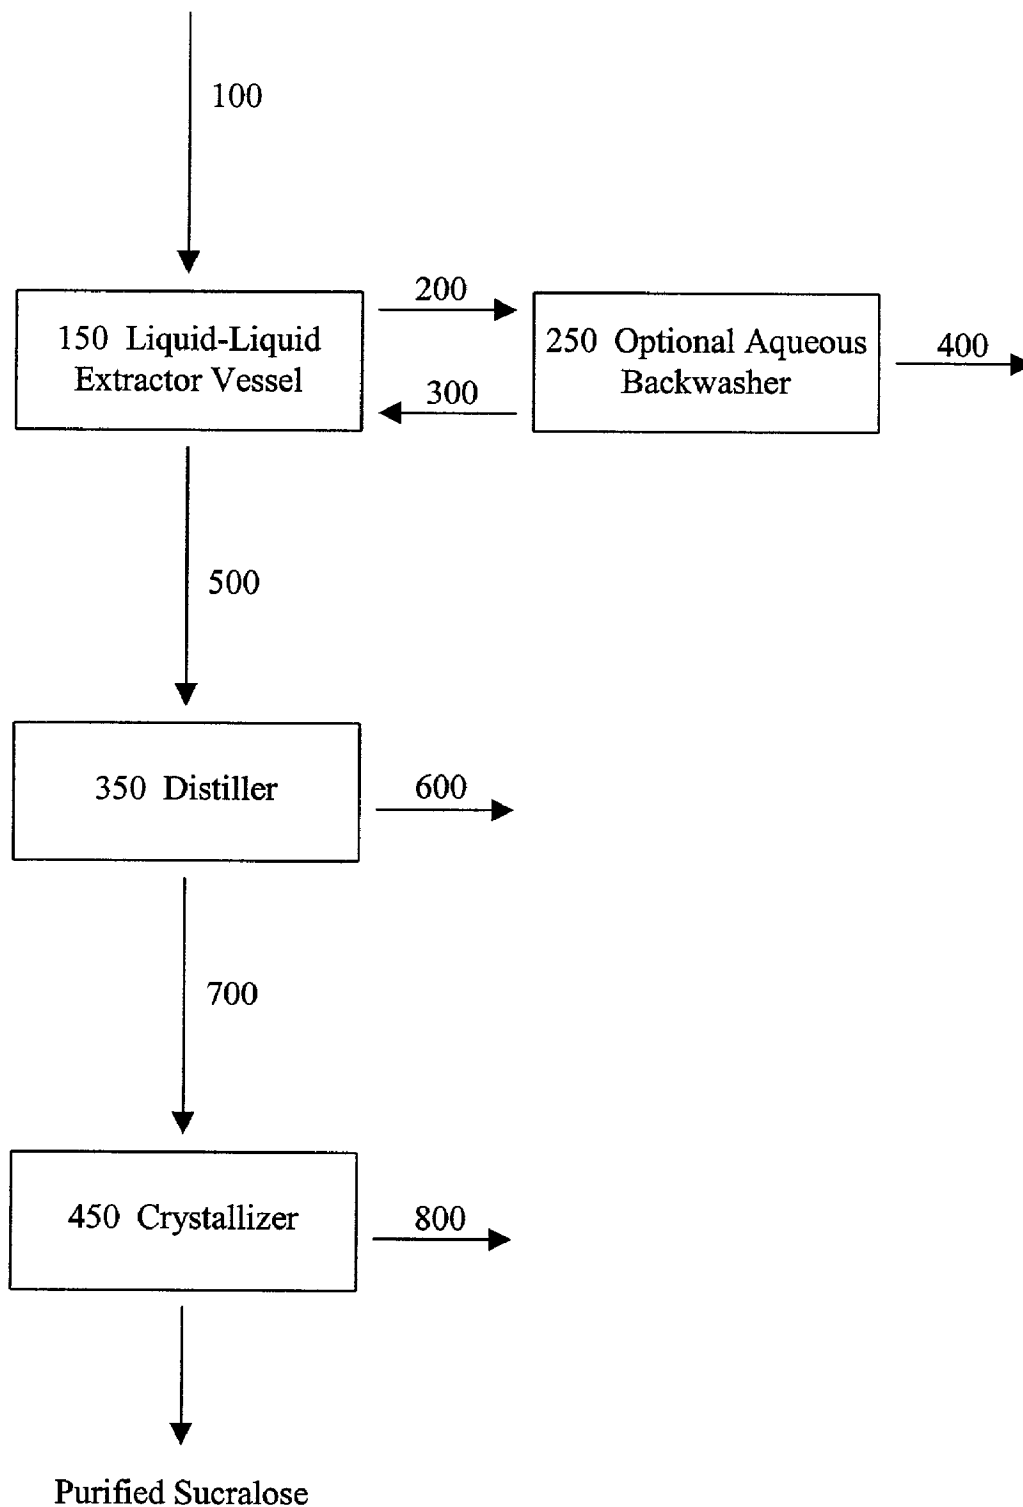 100
200
150 Liquid-Liquid
Extractor Vessel
250 Optional Aqueous
Backwasher
400
300
500
350 Distiller
600
700
450 Crystallizer
800
Purified Sucralose